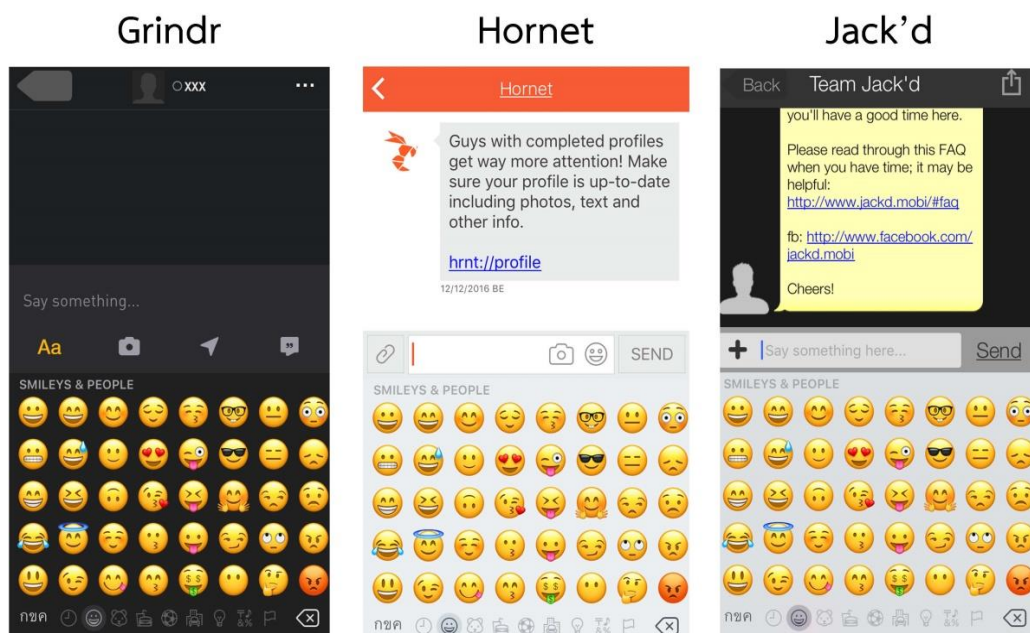 Grindr
xxx
Say something...
Aa
SMILEYS & PEOPLE
กขค
Hornet
Hornet
Guys with completed profiles
get way more attention! Make
sure your profile is up-to-date
including photos, text and
other info.
hrnt://profile
12/12/2016 BE
SEND
SMILEYS & PEOPLE
กขค
Jack'd
Back Team Jack'd
you'll have a good time here.
Please read through this FAQ
when you have time; it may be
helpful:
http://www.jackd.mobi/#faq
fb: http://www.facebook.com/
jackd.mobi
Cheers!
Say something here... Send
SMILEYS & PEOPLE
กขค